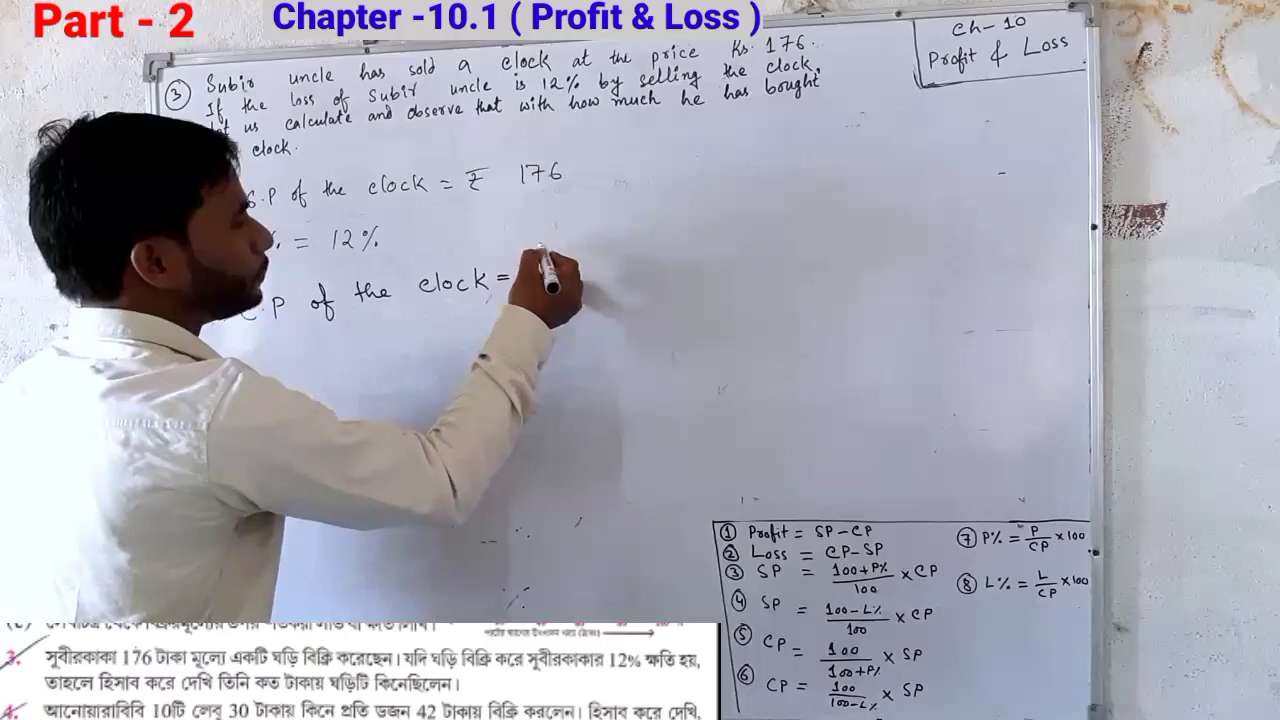 Part - 2
Chapter -10.1 ( Profit & Loss )
Ch- 10
Profit & Loss
3 Subir uncle has sold a clock at the price Rs. 176.
If the loss of Subir uncle is 12% by selling the clock,
us calculate and observe that with how much he has bought
clock.
S.P of the clock = ₹ 176
% = 12%
C.P of the clock =
1 Profit = SP-CP
2 Loss = CP-SP
3 SP = 100+P% / 100 × CP
4 SP = 100-L% / 100 × CP
5 CP = 100 / 100+P% × SP
6 CP = 100 / 100-L% × SP
7 P% = P / CP × 100
8 L% = L / CP × 100
3. সুবীরকাকা 176 টাকা মূল্যে একটি ঘড়ি বিক্রি করেছেন। যদি ঘড়ি বিক্রি করে সুবীরকাকার 12% ক্ষতি হয়,
তাহলে হিসাব করে দেখি তিনি কত টাকায় ঘড়িটি কিনেছিলেন।
4. আনোয়ারাবিবি 10টি লেবু 30 টাকায় কিনে প্রতি ডজন 42 টাকায় বিক্রি করলেন। হিসাব করে দেখি,